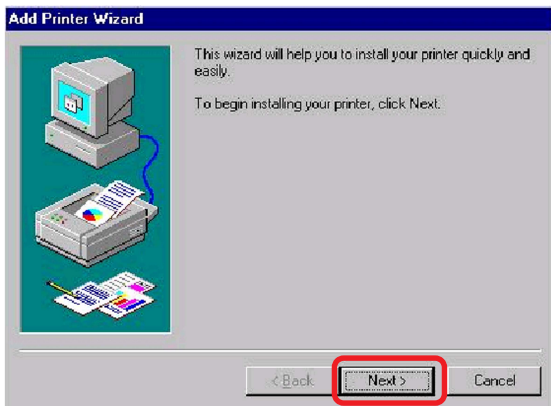 Add Printer Wizard
This wizard will help you to install your printer quickly and
easily.
To begin installing your printer, click Next.
< Back
Next >
Cancel